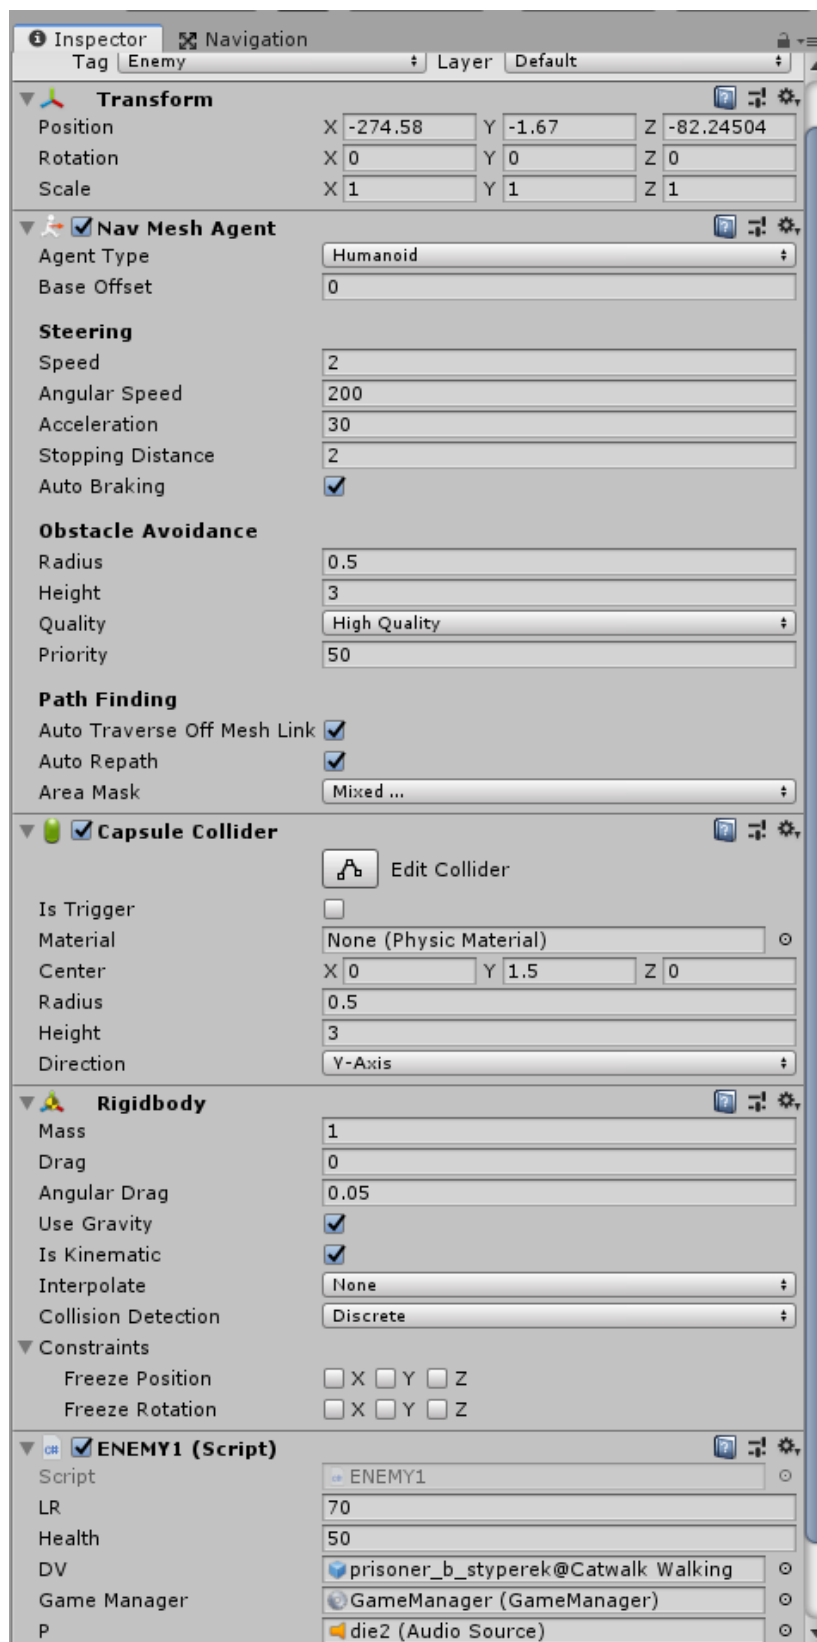 Inspector Navigation
Tag Enemy Layer Default
Transform
Position X -274.58 Y -1.67 Z -82.24504
Rotation X 0 Y 0 Z 0
Scale X 1 Y 1 Z 1
Nav Mesh Agent
Agent Type Humanoid
Base Offset 0
Steering
Speed 2
Angular Speed 200
Acceleration 30
Stopping Distance 2
Auto Braking
Obstacle Avoidance
Radius 0.5
Height 3
Quality High Quality
Priority 50
Path Finding
Auto Traverse Off Mesh Link
Auto Repath
Area Mask Mixed ...
Capsule Collider
Edit Collider
Is Trigger
Material None (Physic Material)
Center X 0 Y 1.5 Z 0
Radius 0.5
Height 3
Direction Y-Axis
Rigidbody
Mass 1
Drag 0
Angular Drag 0.05
Use Gravity
Is Kinematic
Interpolate None
Collision Detection Discrete
Constraints
Freeze Position X Y Z
Freeze Rotation X Y Z
c# ENEMY1 (Script)
Script ENEMY1
LR 70
Health 50
DV prisoner_b_styperek@Catwalk Walking
Game Manager GameManager (GameManager)
P die2 (Audio Source)